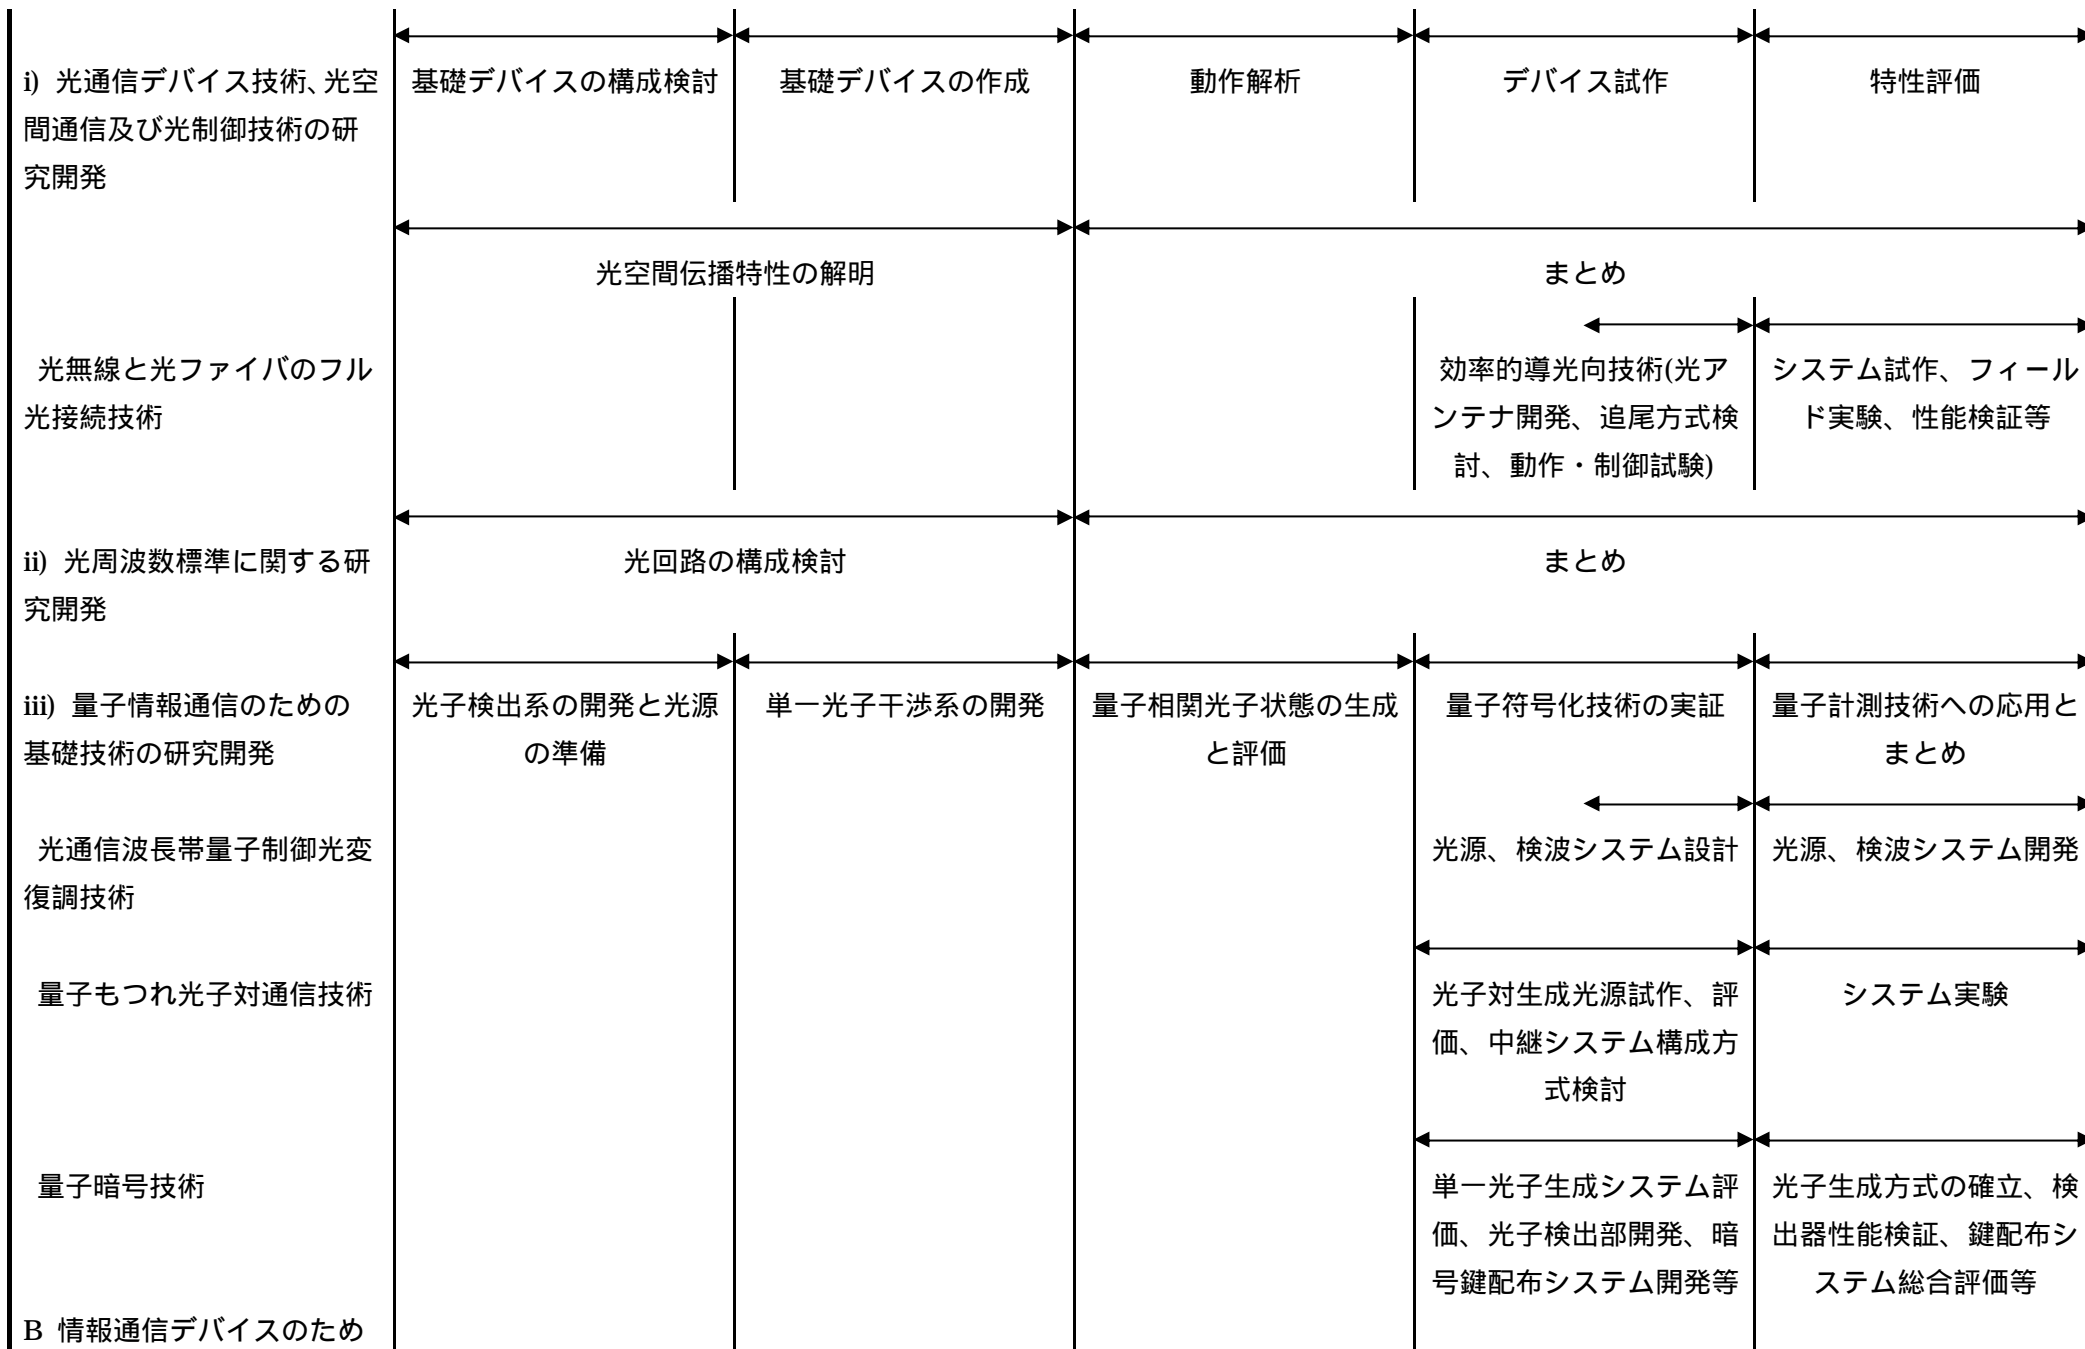 i) 光通信デバイス技術、光空
間通信及び光制御技術の研
究開発
基礎デバイスの構成検討
基礎デバイスの作成
動作解析
デバイス試作
特性評価
光空間伝播特性の解明
まとめ
光無線と光ファイバのフル
光接続技術
効率的導光向技術(光ア
ンテナ開発、追尾方式検
討、動作・制御試験)
システム試作、フィール
ド実験、性能検証等
ii) 光周波数標準に関する研
究開発
光回路の構成検討
まとめ
iii) 量子情報通信のための
基礎技術の研究開発
光子検出系の開発と光源
の準備
単一光子干渉系の開発
量子相関光子状態の生成
と評価
量子符号化技術の実証
量子計測技術への応用と
まとめ
光通信波長帯量子制御光変
復調技術
光源、検波システム設計
光源、検波システム開発
量子もつれ光子対通信技術
光子対生成光源試作、評
価、中継システム構成方
式検討
システム実験
量子暗号技術
単一光子生成システム評
価、光子検出部開発、暗
号鍵配布システム開発等
光子生成方式の確立、検
出器性能検証、鍵配布シ
ステム総合評価等
B 情報通信デバイスのため